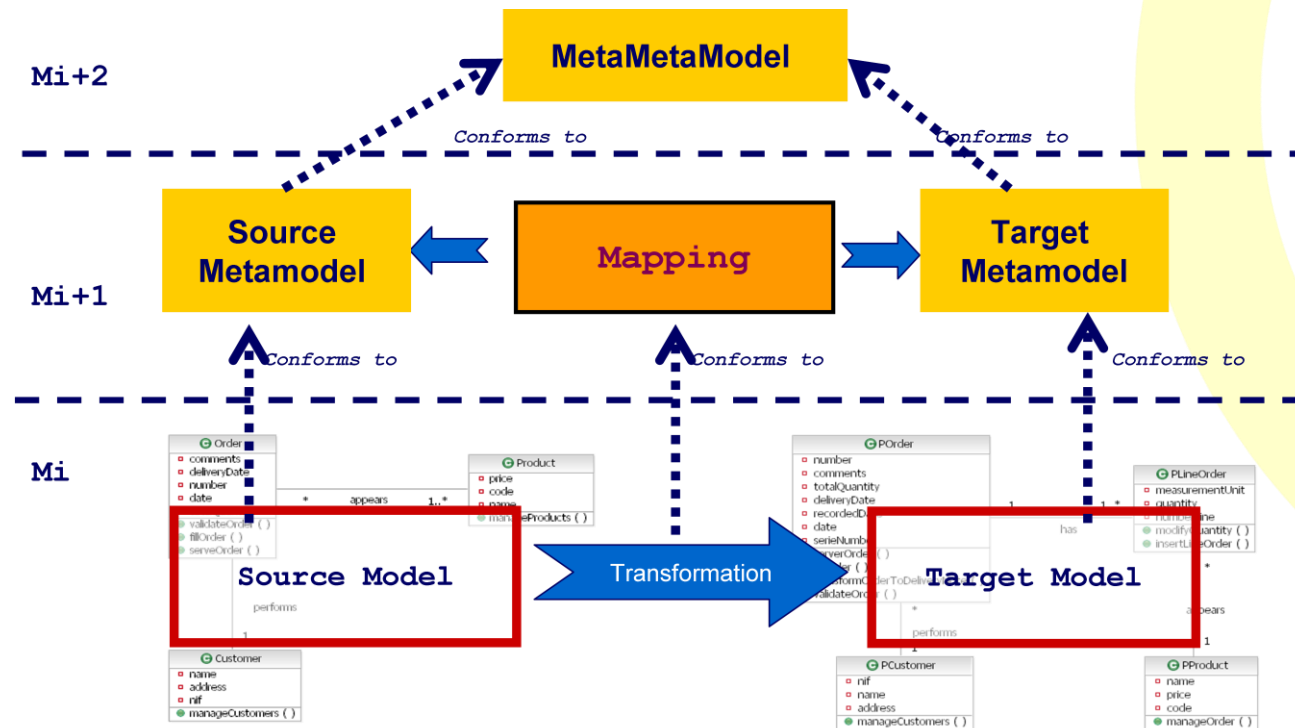 MetaMetaModel
Mi+2
Conforms to
Conforms to
Source
Metamodel
Mapping
Target
Metamodel
Mi+1
Conforms to
Conforms to
Conforms to
Mi
Order
comments
deliveryDate
number
date
validateOrder ( )
fillOrder ( )
serveOrder ( )
* appears 1..*
Product
price
code
name
manageProducts ( )
Source Model
performs
1
Customer
name
address
nif
manageCustomers ( )
Transformation
POrder
number
comments
totalQuantity
deliveryDate
date
validateOrder ( )
1 1..*
has
PLineOrder
measurementUnit
quantity
modifyQuantity ( )
insertLineOrder ( )
Target Model
*
performs
1
*
appears
1
PCustomer
nif
name
address
manageCustomers ( )
PProduct
name
price
code
manageOrder ( )